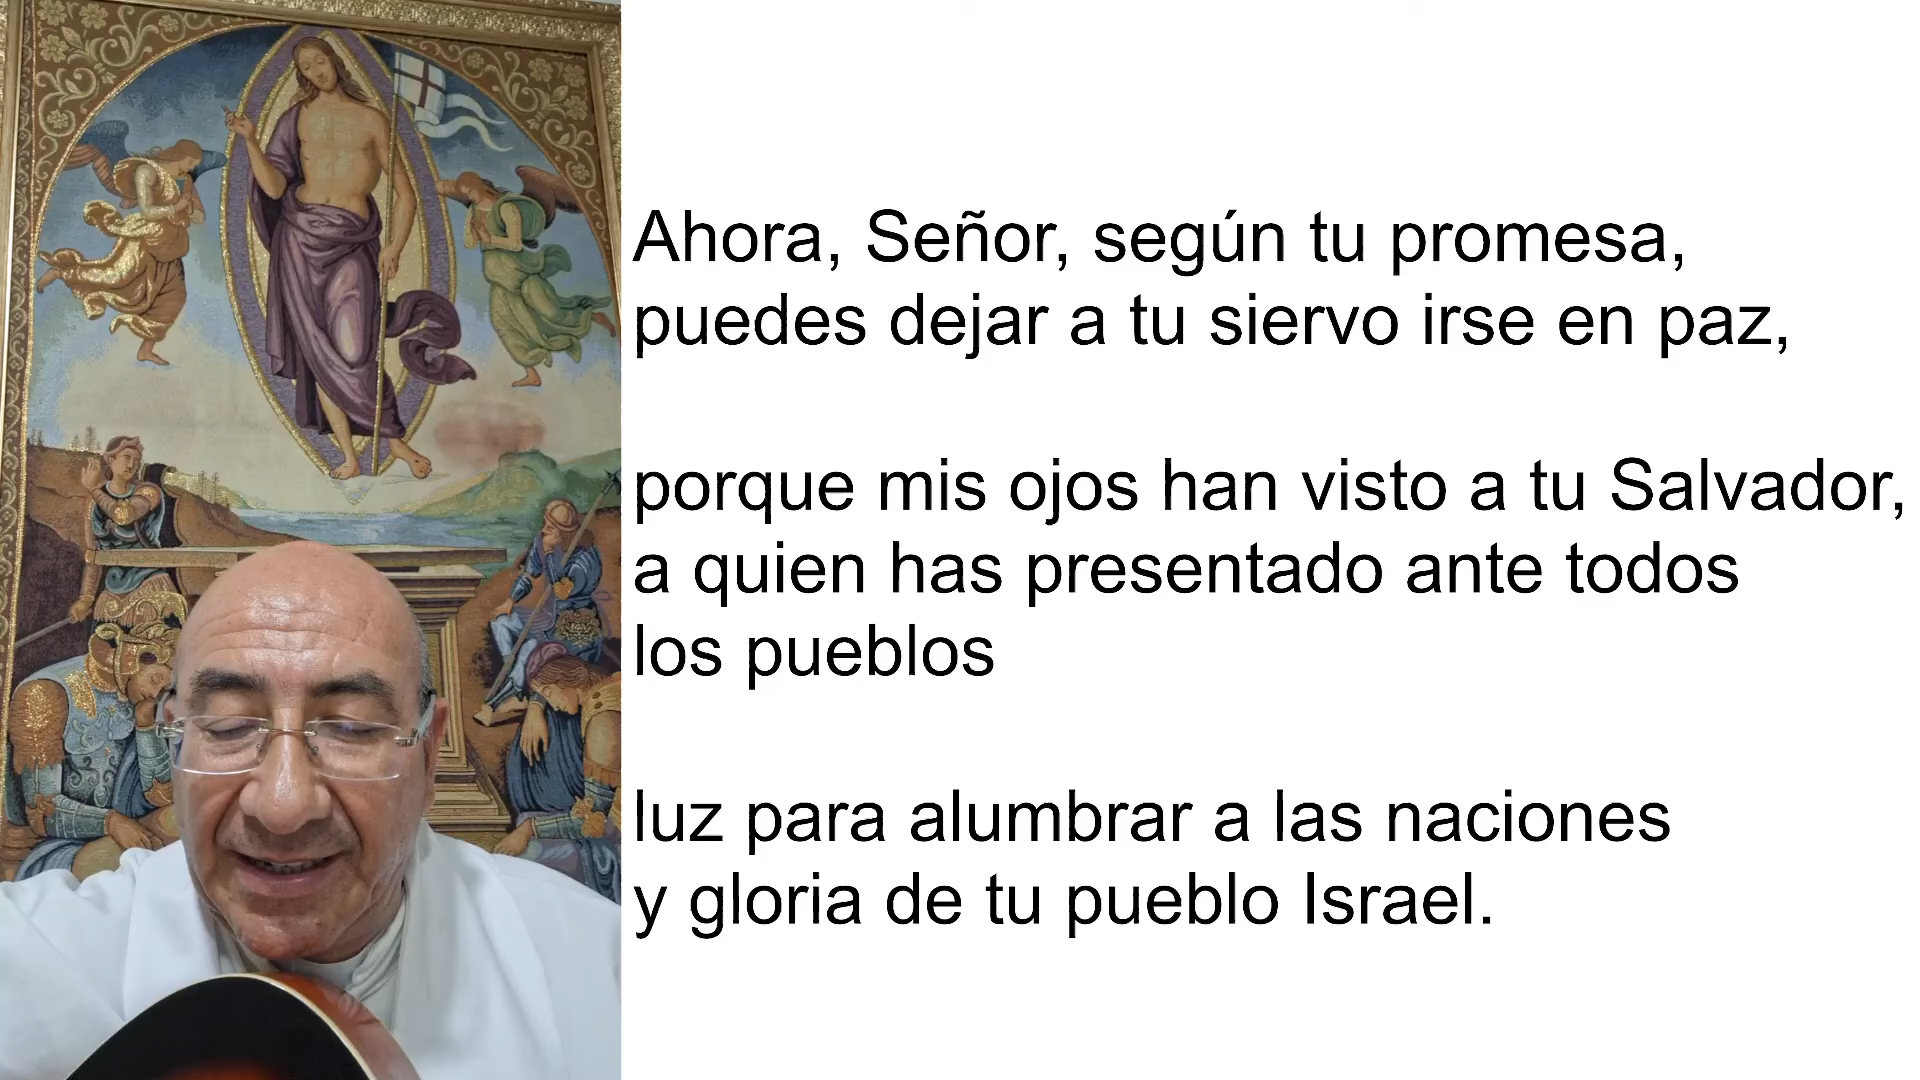 Ahora, Señor, según tu promesa,
puedes dejar a tu siervo irse en paz,
porque mis ojos han visto a tu Salvador,
a quien has presentado ante todos
los pueblos
luz para alumbrar a las naciones
y gloria de tu pueblo Israel.